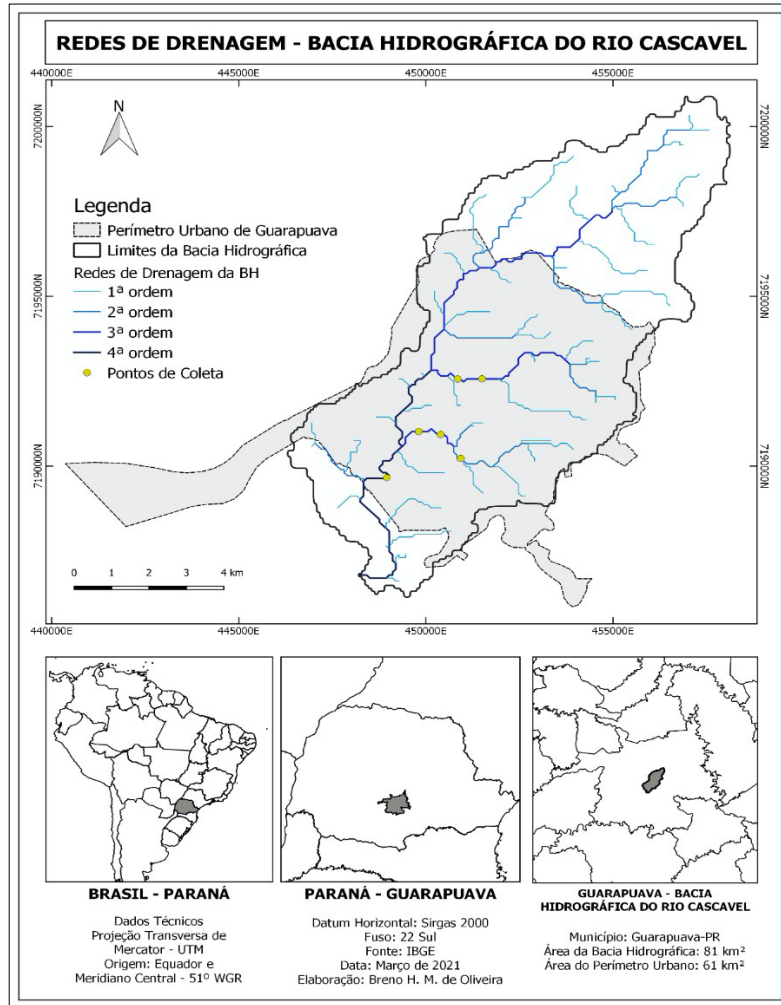 REDES DE DRENAGEM - BACIA HIDROGRÁFICA DO RIO CASCAVEL
440000E
445000E
450000E
455000E
7200000N
7200000N
N
Legenda
Perímetro Urbano de Guarapuava
Limites da Bacia Hidrográfica
Redes de Drenagem da BH
1ª ordem
2ª ordem
3ª ordem
4ª ordem
Pontos de Coleta
7195000N
7195000N
7190000N
7190000N
0 1 2 3 4 km
440000E
445000E
450000E
455000E
BRASIL - PARANÁ
Dados Técnicos
Projeção Transversa de
Mercator - UTM
Origem: Equador e
Meridiano Central - 51º WGR
PARANÁ - GUARAPUAVA
Datum Horizontal: Sirgas 2000
Fuso: 22 Sul
Fonte: IBGE
Data: Março de 2021
Elaboração: Breno H. M. de Oliveira
GUARAPUAVA - BACIA
HIDROGRÁFICA DO RIO CASCAVEL
Município: Guarapuava-PR
Área da Bacia Hidrográfica: 81 km²
Área do Perímetro Urbano: 61 km²